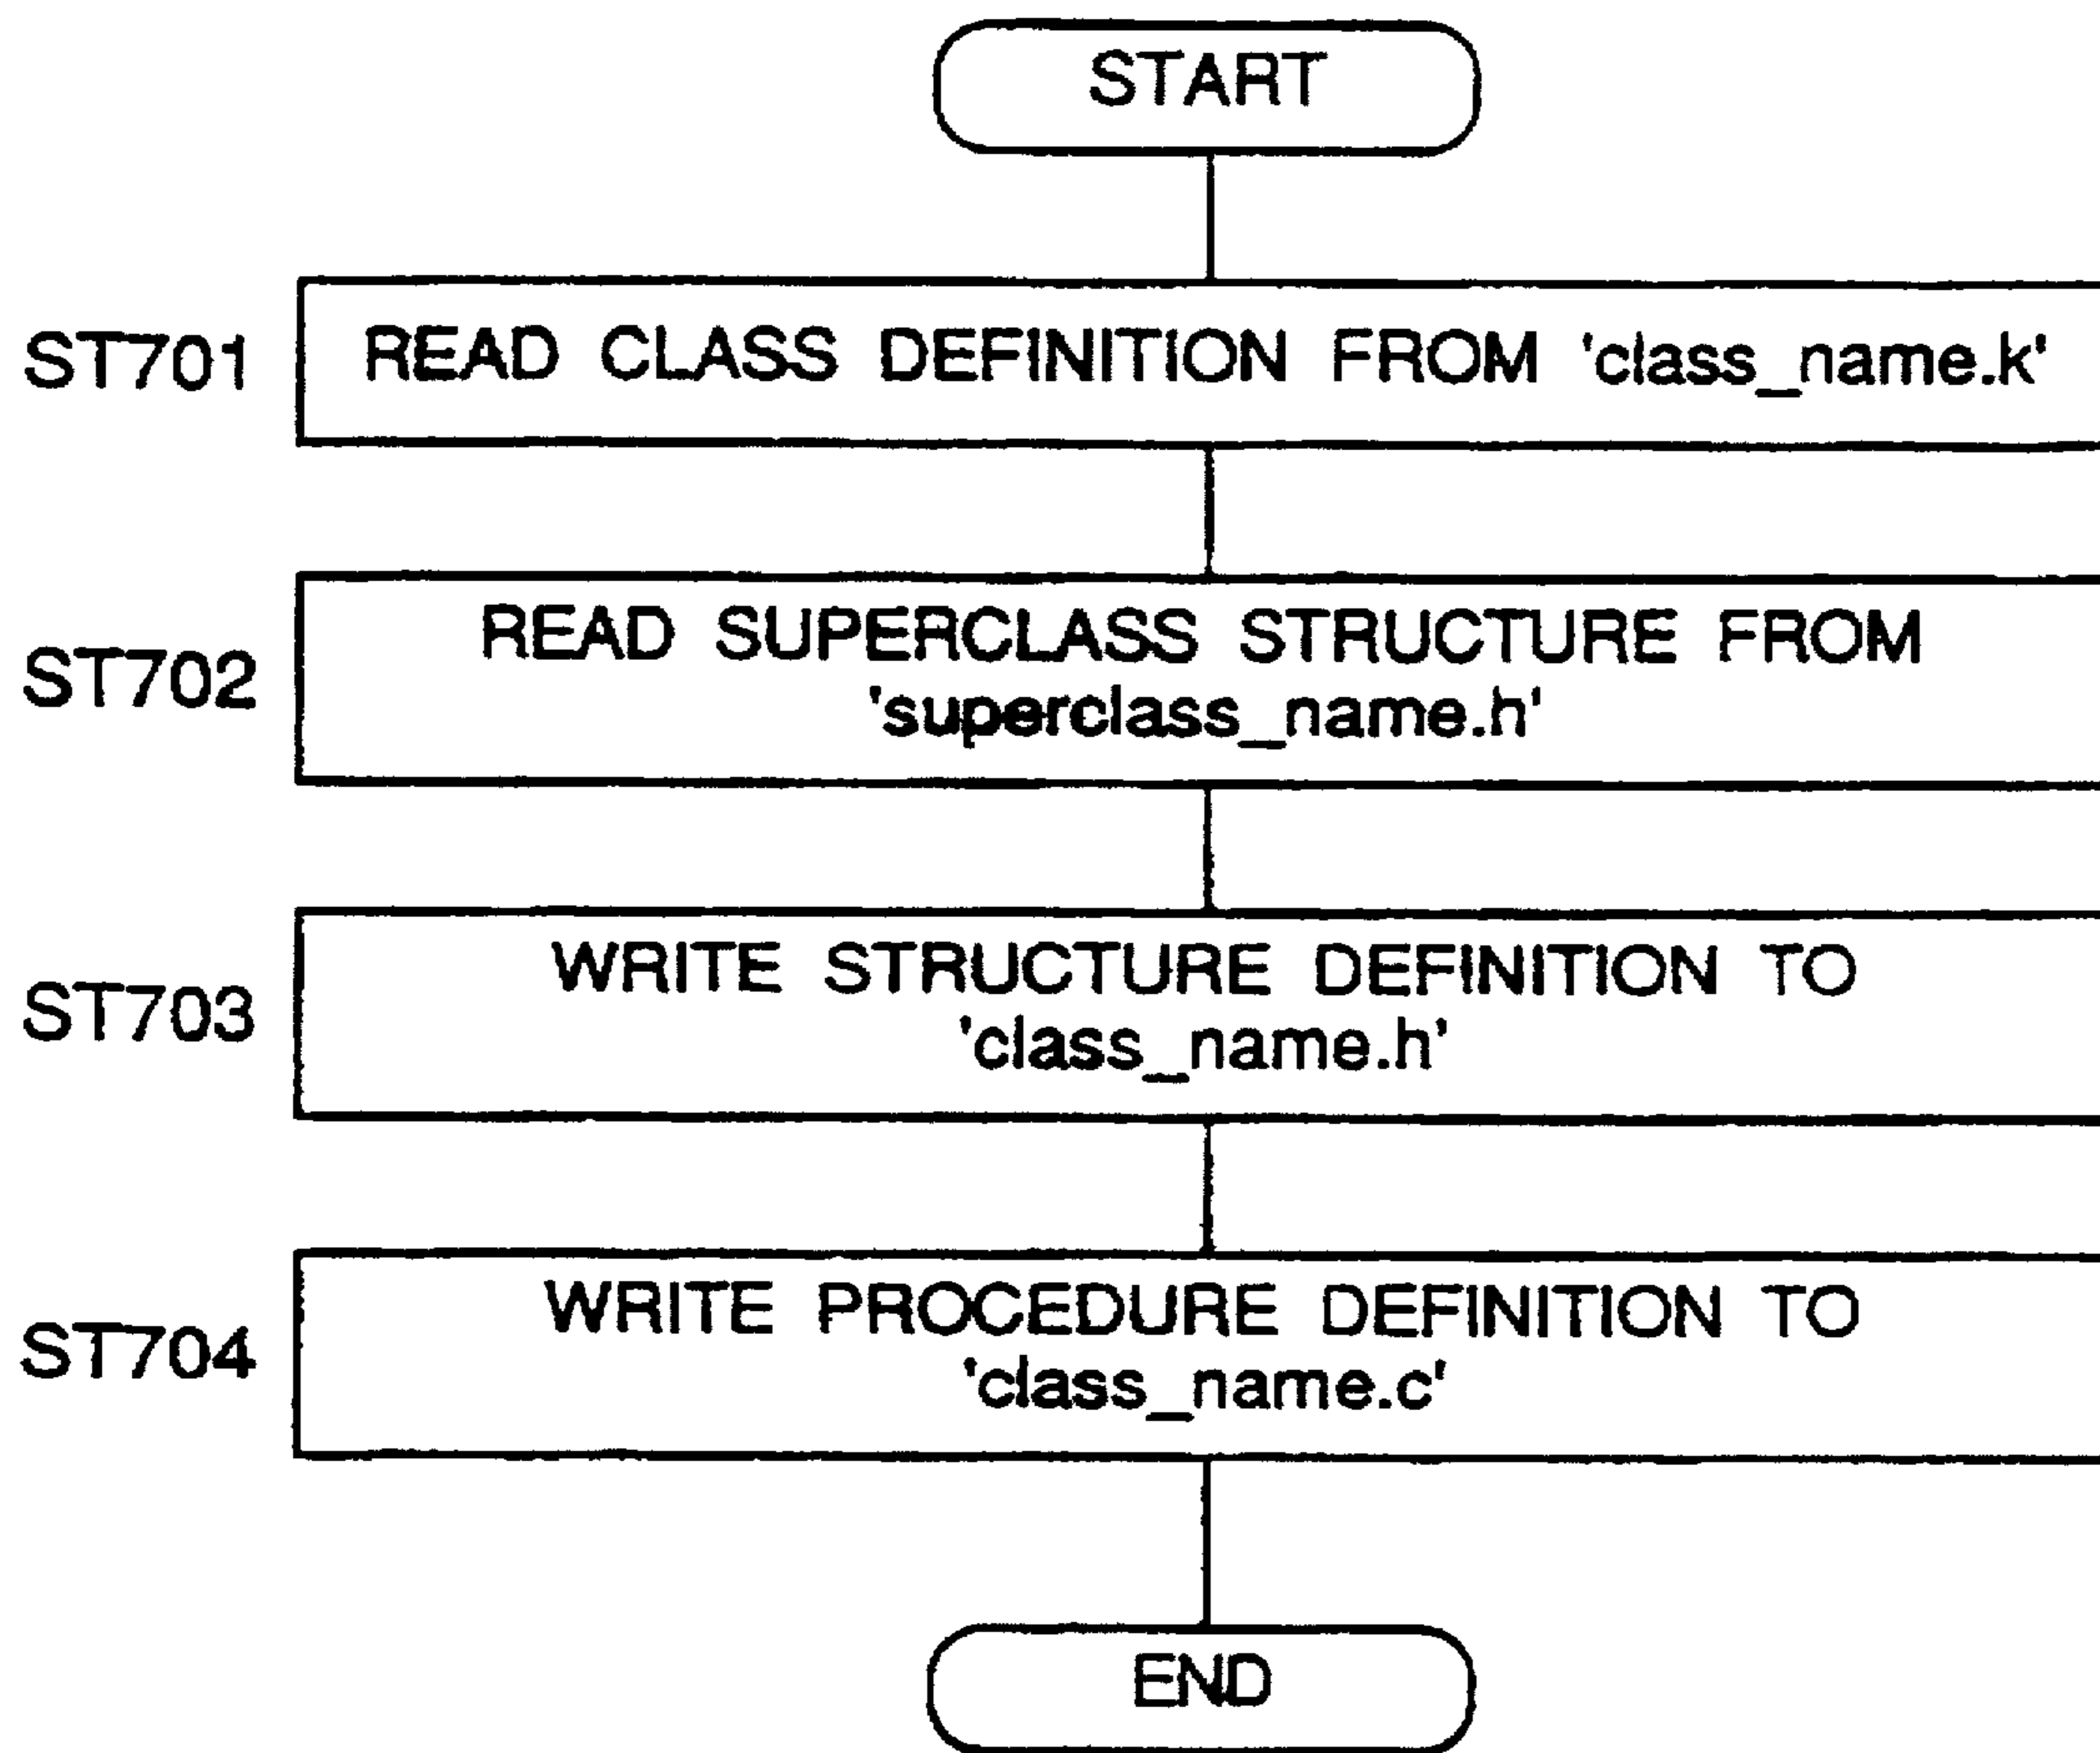 START
ST701
READ CLASS DEFINITION FROM 'class_name.k'
ST702
READ SUPERCLASS STRUCTURE FROM
'superclass_name.h'
ST703
WRITE STRUCTURE DEFINITION TO
'class_name.h'
ST704
WRITE PROCEDURE DEFINITION TO
'class_name.c'
END